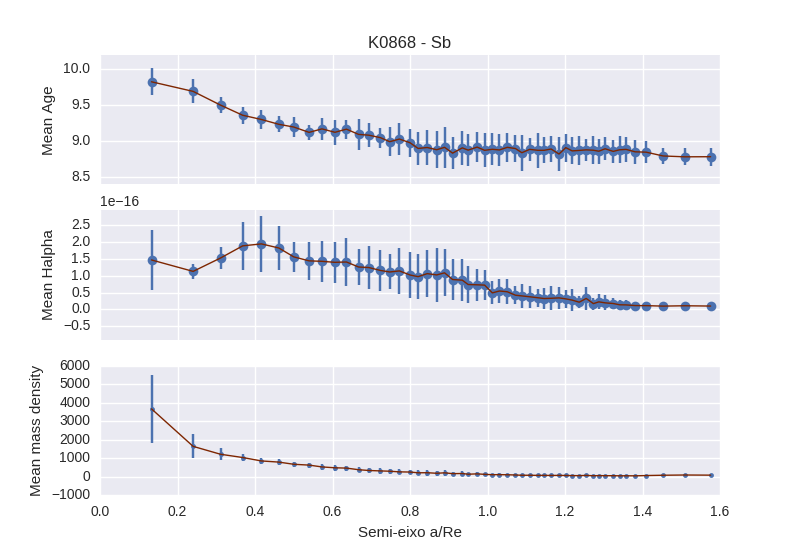 K0868 - Sb
Mean Age
10.0
9.5
9.0
8.5
1e−16
Mean Halpha
2.5
2.0
1.5
1.0
0.5
0.0
−0.5
Mean mass density
6000
5000
4000
3000
2000
1000
0
−1000
0.0 0.2 0.4 0.6 0.8 1.0 1.2 1.4 1.6
Semi-eixo a/Re